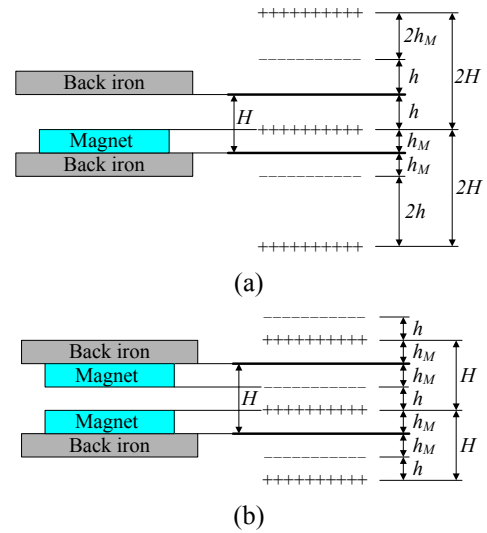 ++++++++++
2h_M
----------
Back iron
h
2H
H
h
++++++++++
Magnet
h_M
Back iron
h_M
----------
2H
2h
++++++++++
(a)
----------
h
++++++++++
Back iron
h_M
Magnet
h_M
H
----------
H
h
Magnet
++++++++++
h_M
Back iron
h_M
H
----------
h
++++++++++
(b)